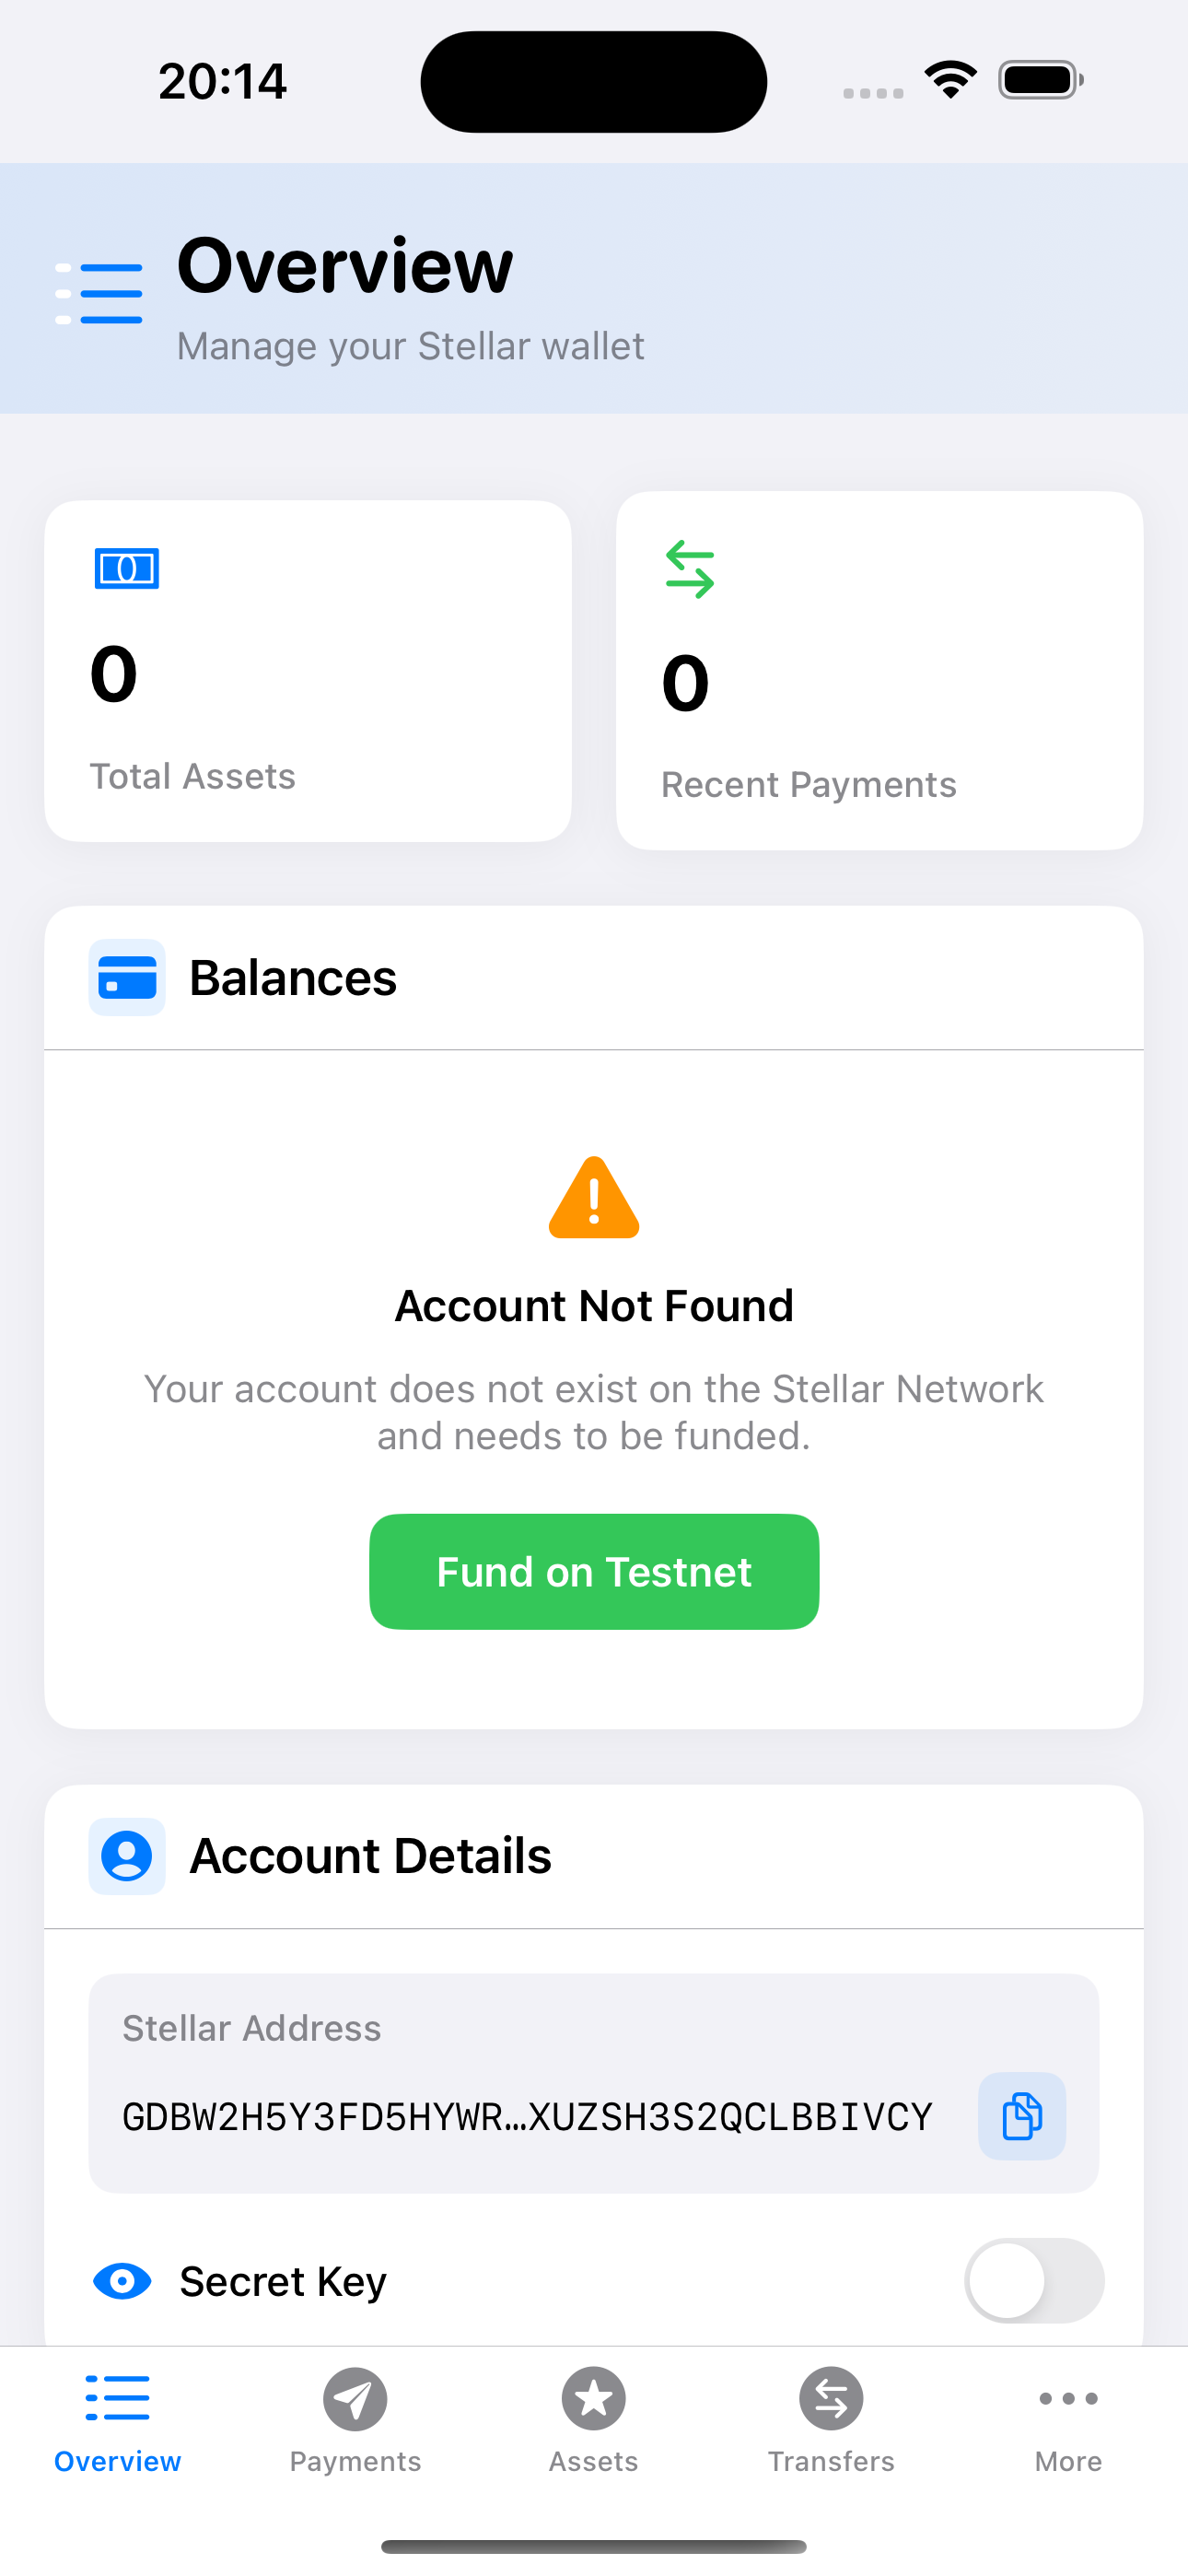 20:14
Overview
Manage your Stellar wallet
0
Total Assets
0
Recent Payments
Balances
Account Not Found
Your account does not exist on the Stellar Network
and needs to be funded.
Fund on Testnet
Account Details
Stellar Address
GDBW2H5Y3FD5HYWR…XUZSH3S2QCLBBIVCY
Secret Key
Overview
Payments
Assets
Transfers
More